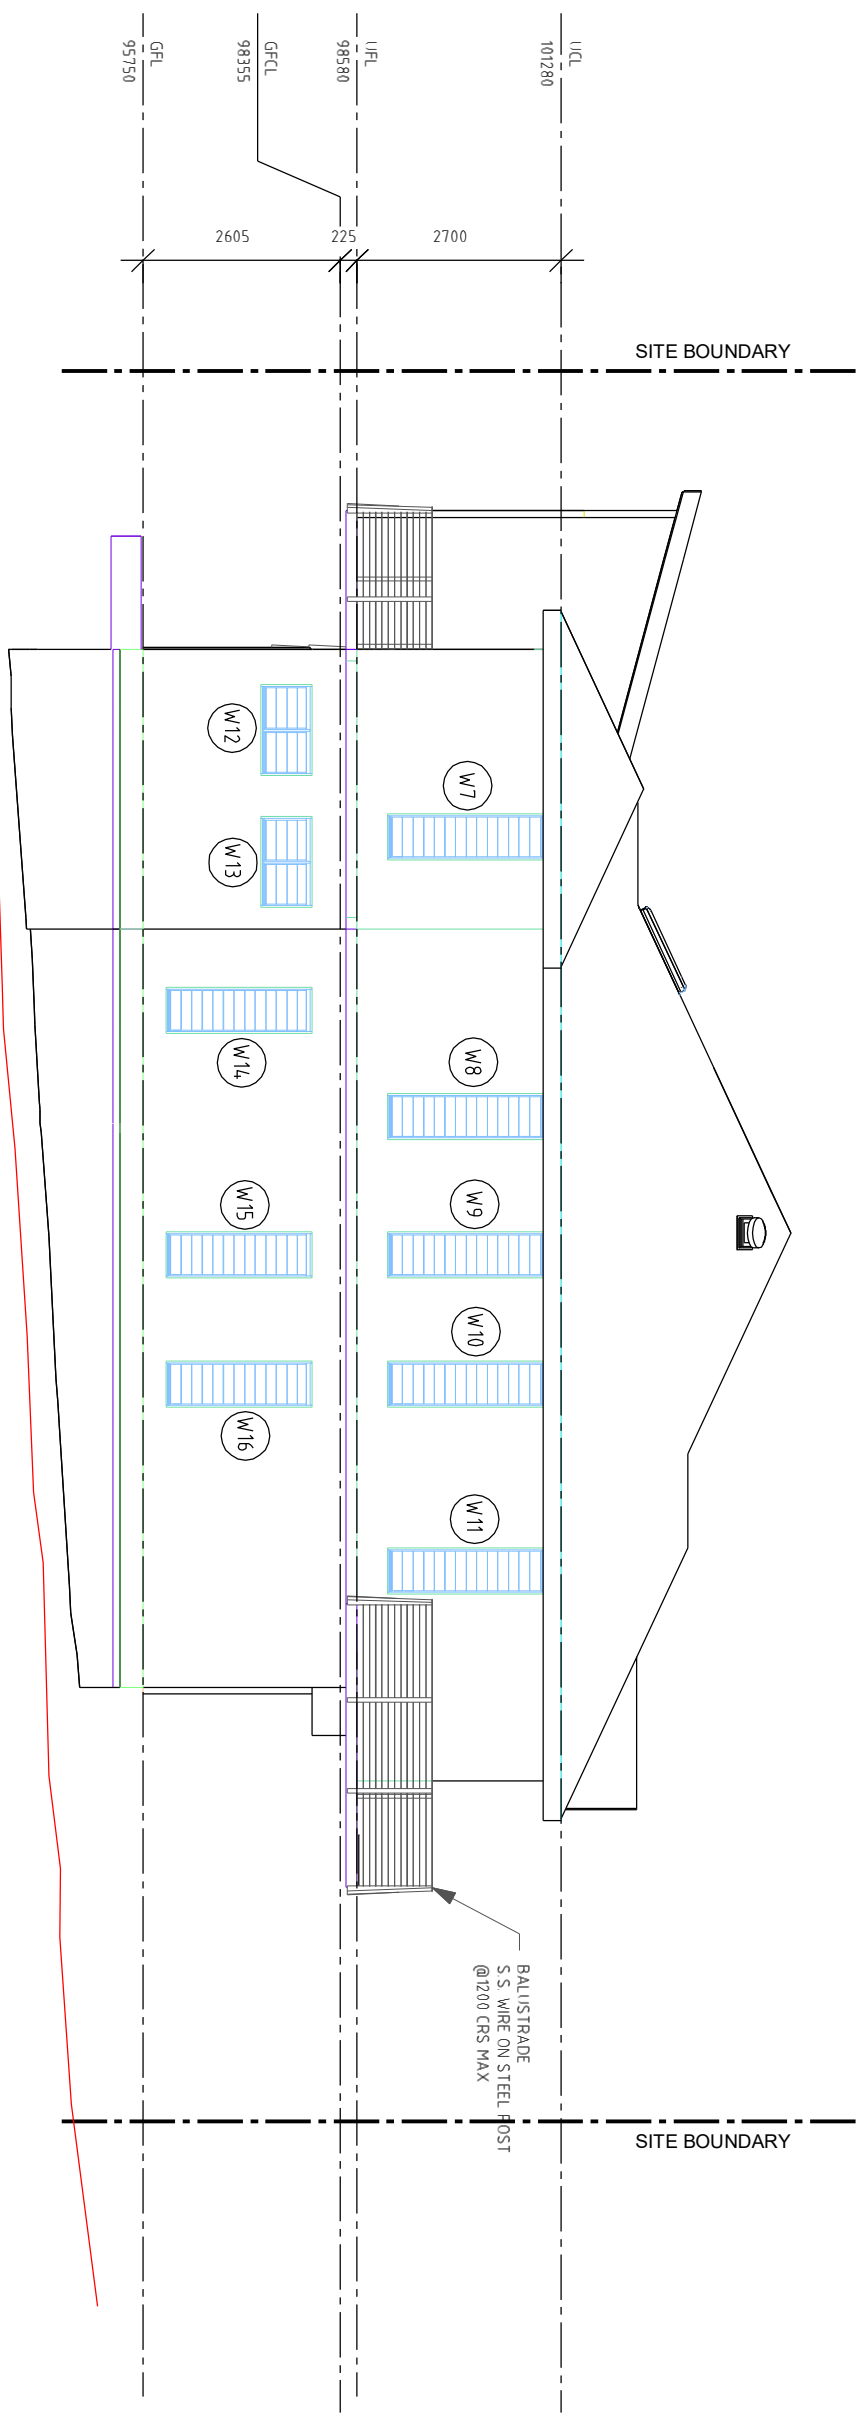 UCL
101280
UFL
98580
GFCL
98355
GFL
95750
2700
225
2605
SITE BOUNDARY
W7
W8
W9
W10
W11
W12
W13
W14
W15
W16
BALUSTRADE
S.S. WIRE ON STEEL POST
@1200 CRS MAX
SITE BOUNDARY